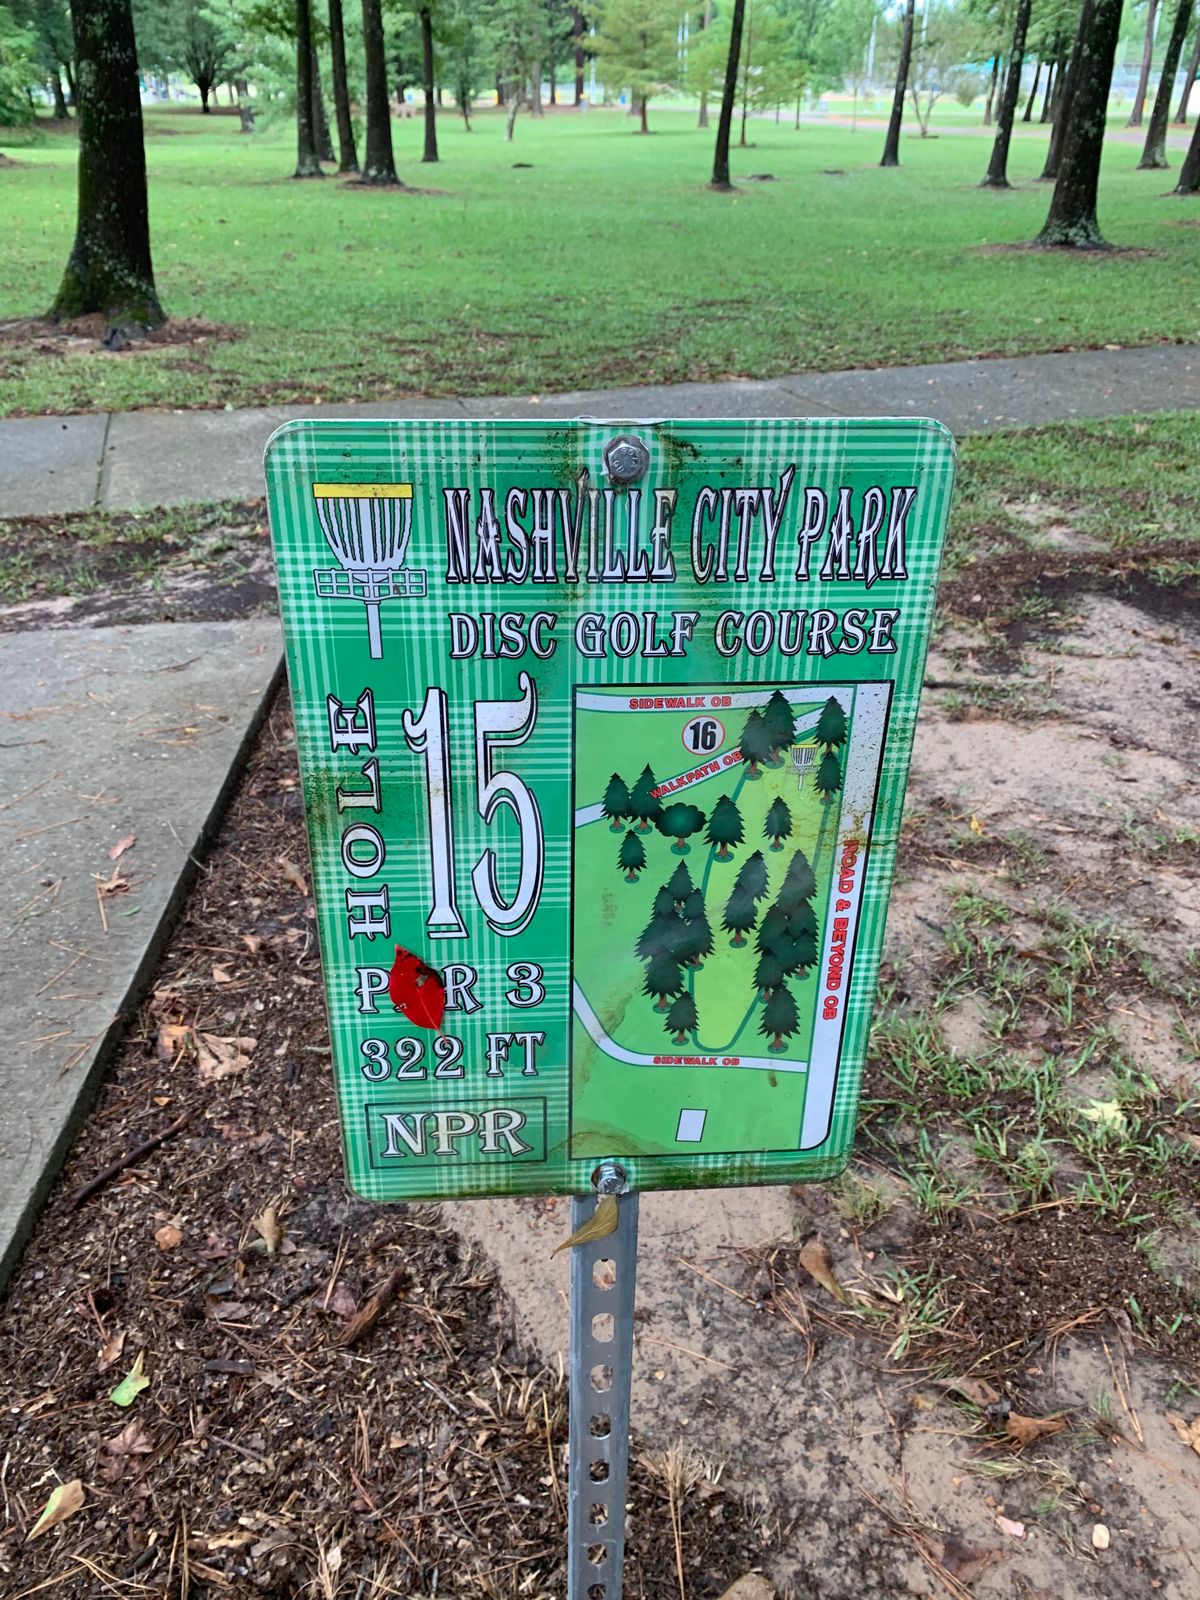 NASHVILLE CITY PARK
DISC GOLF COURSE
HOLE
15
P R 3
322 FT
NPR
SIDEWALK OB
16
WALKPATH OB
ROAD & BEYOND OB
SIDEWALK OB